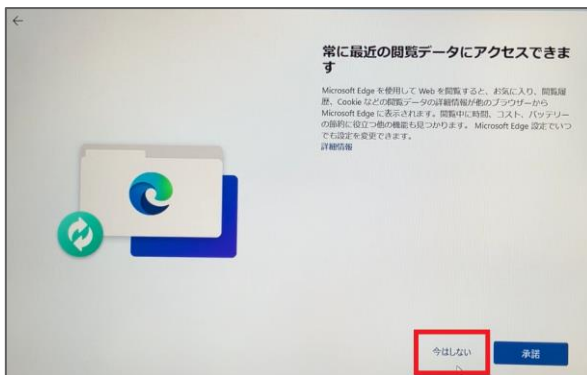 常に最近の閲覧データにアクセスできま
す
Microsoft Edge を使用して Web を閲覧すると、お気に入り、閲覧履
歴、Cookie などの閲覧データの詳細情報が他のブラウザーから
Microsoft Edge に表示されます。閲覧中に時間、コスト、バッテリー
の節約に役立つ他の機能も見つかります。 Microsoft Edge 設定でいつ
でも設定を変更できます。
詳細情報
今はしない
承諾